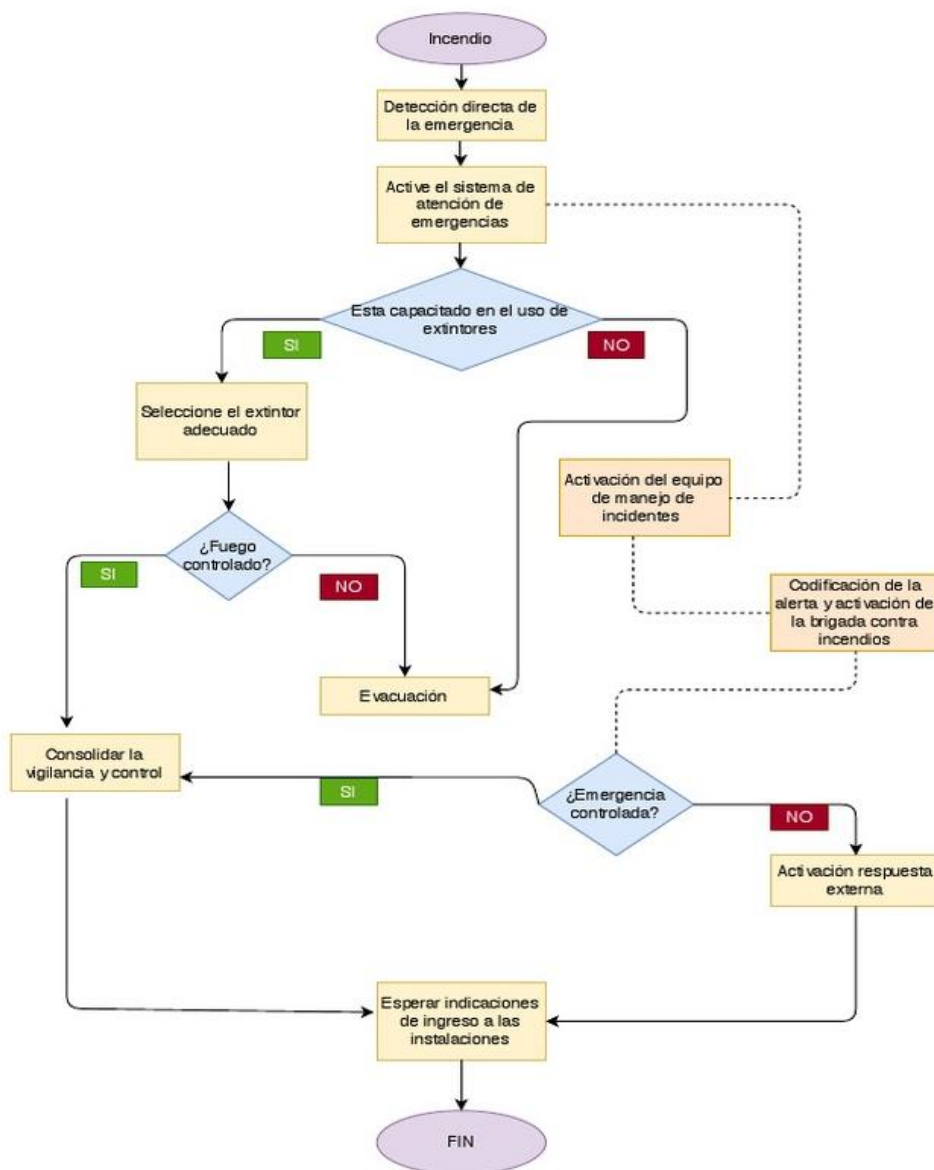 Incendio
Detección directa de
la emergencia
Active el sistema de
atención de
emergencias
Esta capacitado en el uso de
extintores
SI
NO
Seleccione el extintor
adecuado
Activación del equipo
de manejo de
incidentes
¿Fuego
controlado?
SI
NO
Codificación de la
alerta y activación de
la brigada contra
incendios
Evacuación
Consolidar la
vigilancia y control
SI
¿Emergencia
controlada?
NO
Activación respuesta
externa
Esperar indicaciones
de ingreso a las
instalaciones
FIN